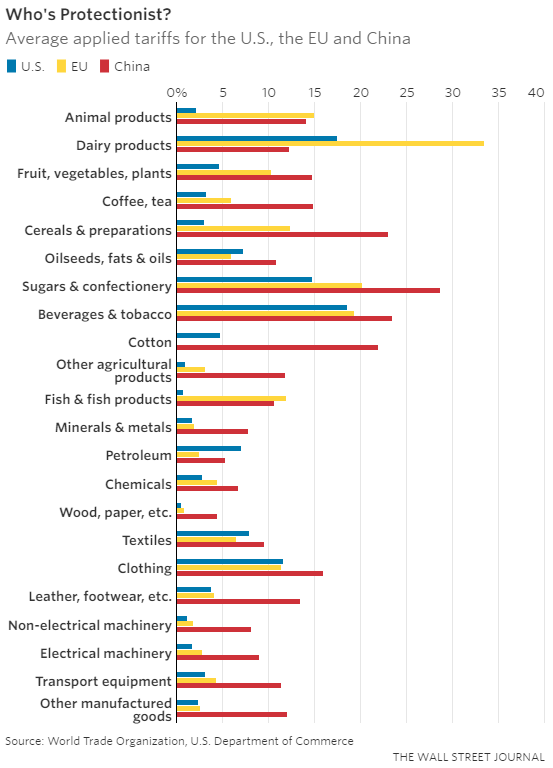 Who's Protectionist?
Average applied tariffs for the U.S., the EU and China
U.S. EU China
0% 5 10 15 20 25 30 35 40
Animal products
Dairy products
Fruit, vegetables, plants
Coffee, tea
Cereals & preparations
Oilseeds, fats & oils
Sugars & confectionery
Beverages & tobacco
Cotton
Other agricultural
products
Fish & fish products
Minerals & metals
Petroleum
Chemicals
Wood, paper, etc.
Textiles
Clothing
Leather, footwear, etc.
Non-electrical machinery
Electrical machinery
Transport equipment
Other manufactured
goods
Source: World Trade Organization, U.S. Department of Commerce
THE WALL STREET JOURNAL